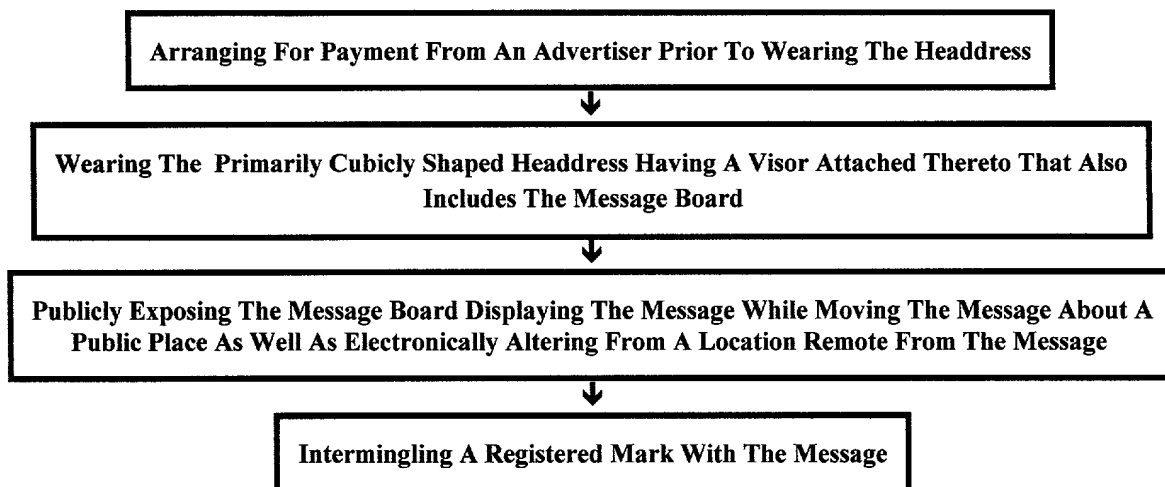 Arranging For Payment From An Advertiser Prior To Wearing The Headdress
Wearing The Primarily Cubicly Shaped Headdress Having A Visor Attached Thereto That Also
Includes The Message Board
Publicly Exposing The Message Board Displaying The Message While Moving The Message About A
Public Place As Well As Electronically Altering From A Location Remote From The Message
Intermingling A Registered Mark With The Message